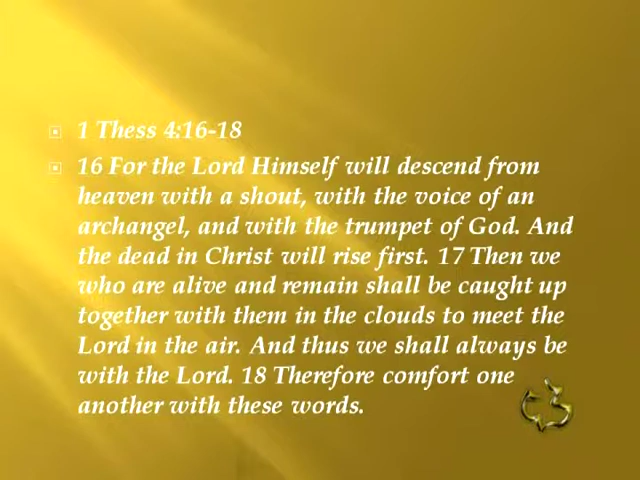 1 Thess 4:16-18
16 For the Lord Himself will descend from
heaven with a shout, with the voice of an
archangel, and with the trumpet of God. And
the dead in Christ will rise first. 17 Then we
who are alive and remain shall be caught up
together with them in the clouds to meet the
Lord in the air. And thus we shall always be
with the Lord. 18 Therefore comfort one
another with these words.